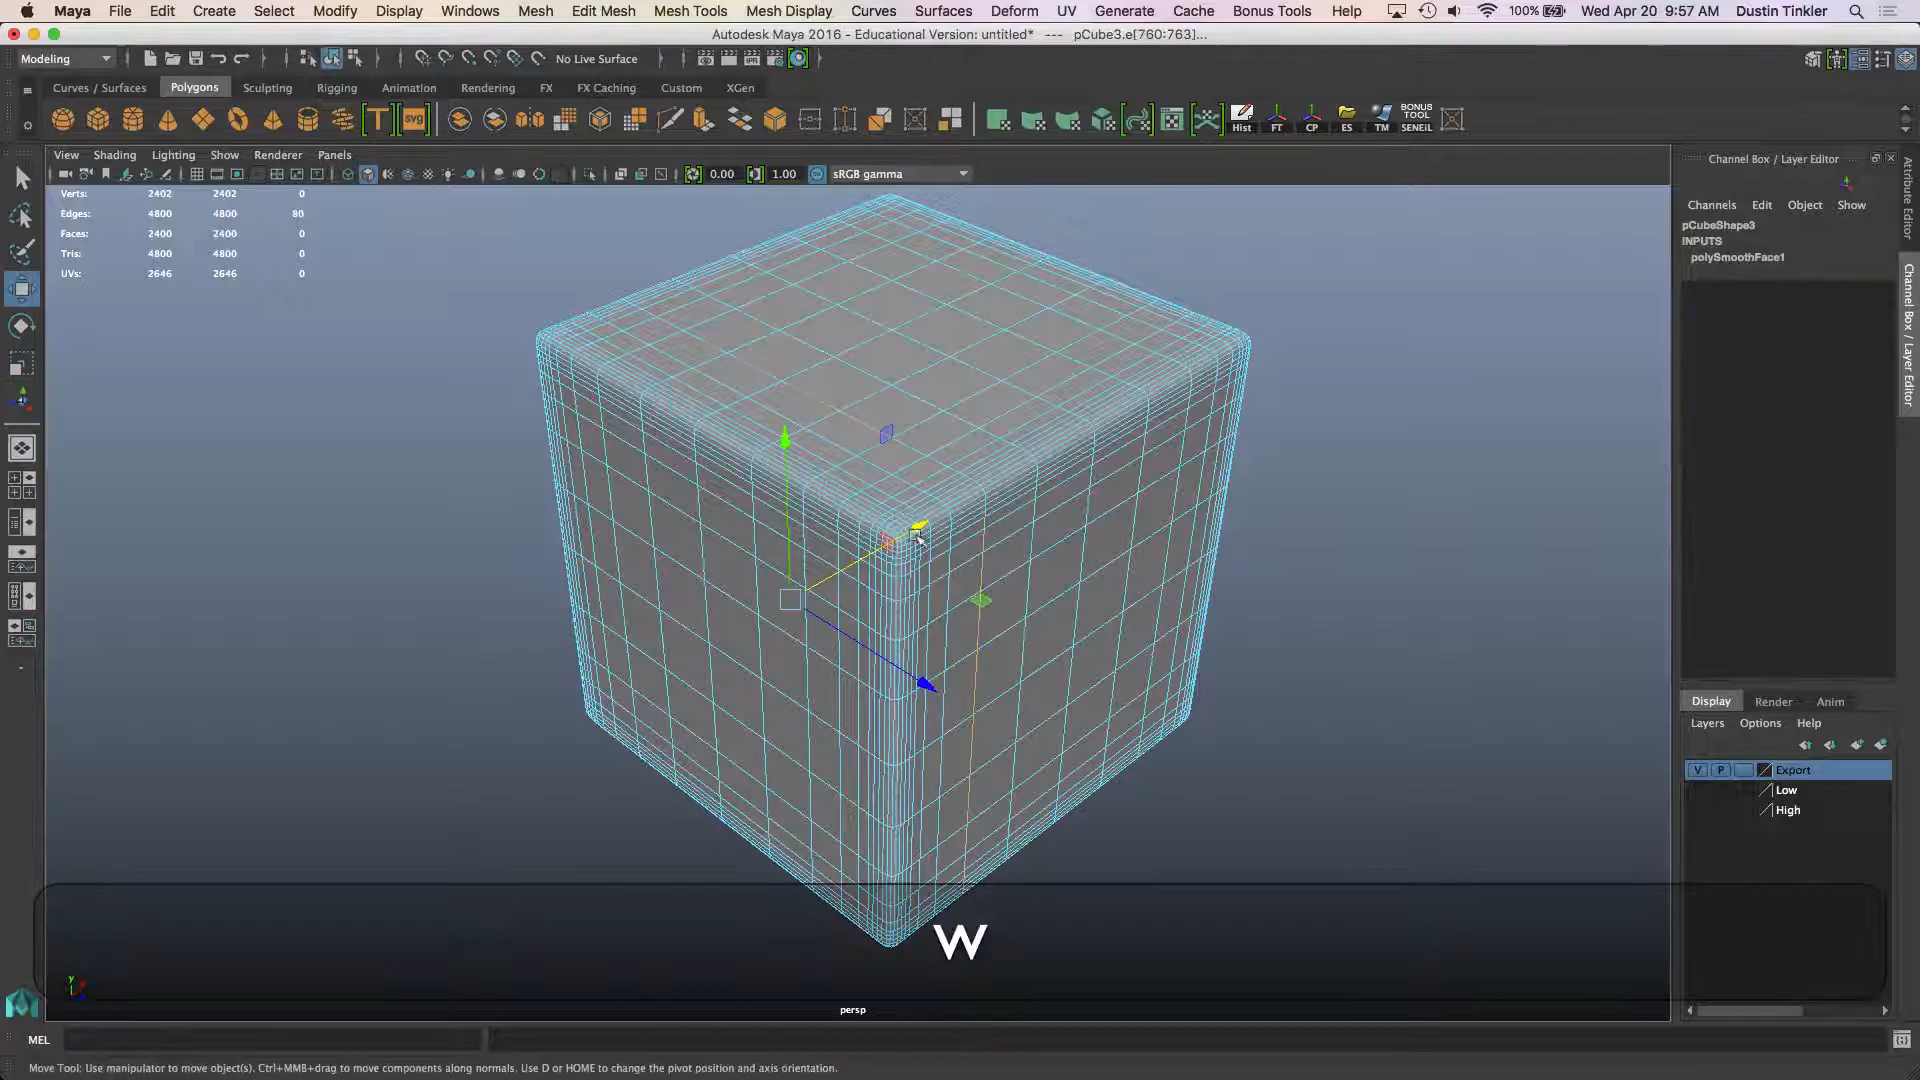 Maya File Edit Create Select Modify Display Windows Mesh Edit Mesh Mesh Tools Mesh Display Curves Surfaces Deform UV Generate Cache Bonus Tools Help 100% Wed Apr 20 9:57 AM Dustin Tinkler
Autodesk Maya 2016 - Educational Version: untitled* --- pCube3.e[760:763]...
Modeling No Live Surface
Curves / Surfaces Polygons Sculpting Rigging Animation Rendering FX FX Caching Custom XGen
T svg Hist FT CP ES TM BONUS TOOL SENEIL
View Shading Lighting Show Renderer Panels
0.00 1.00 sRGB gamma
Verts: 2402 2402 0
Edges: 4800 4800 80
Faces: 2400 2400 0
Tris: 4800 4800 0
UVs: 2646 2646 0
Channel Box / Layer Editor
Channels Edit Object Show
pCubeShape3
INPUTS
polySmoothFace1
Attribute Editor
Channel Box / Layer Editor
Display Render Anim
Layers Options Help
V P Export
Low
High
W
y
persp
MEL
Move Tool: Use manipulator to move object(s). Ctrl+MMB+drag to move components along normals. Use D or HOME to change the pivot position and axis orientation.